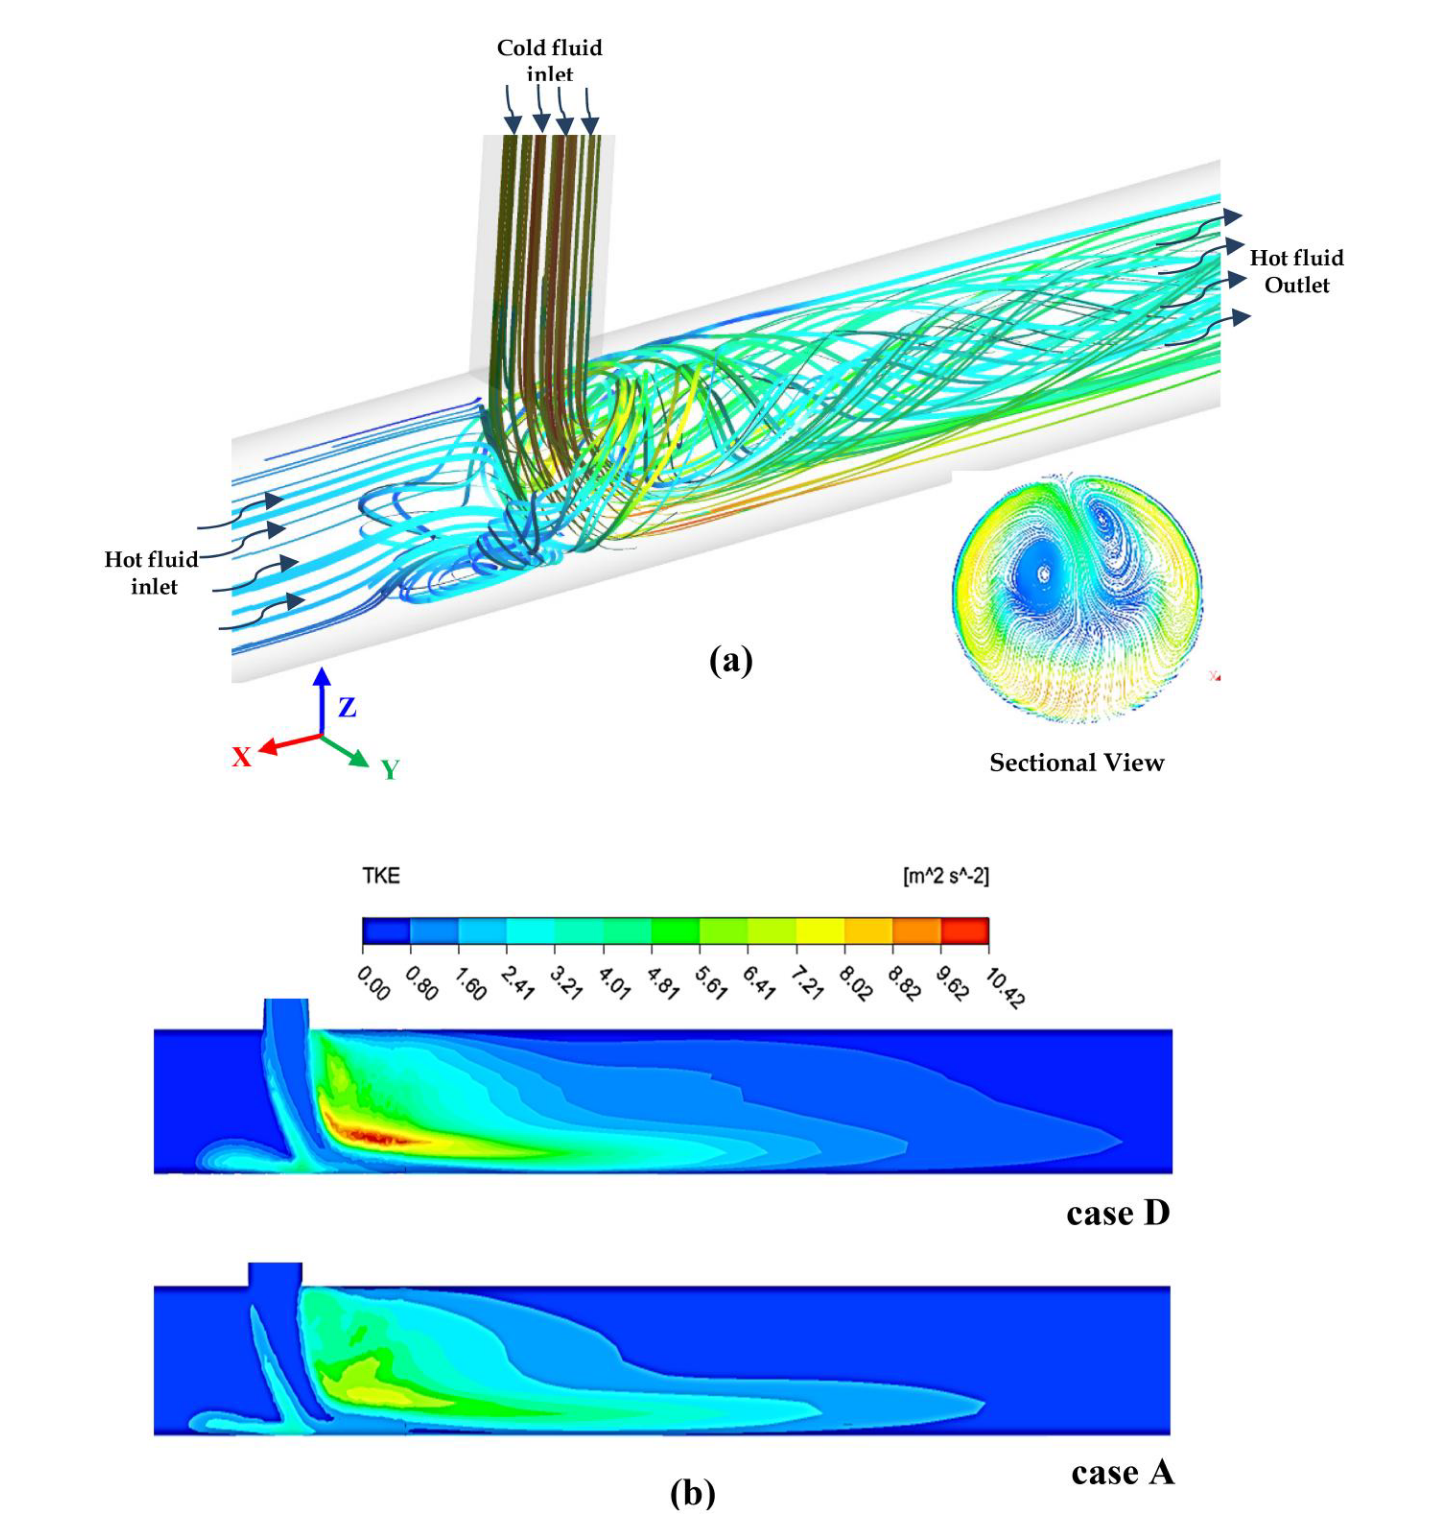 Cold fluid
inlet
Hot fluid
Outlet
Hot fluid
inlet
(a)
Z
X
Y
X
Sectional View
TKE [m^2 s^-2]
0.00 0.80 1.60 2.41 3.21 4.01 4.81 5.61 6.41 7.21 8.02 8.82 9.62 10.42
case D
case A
(b)